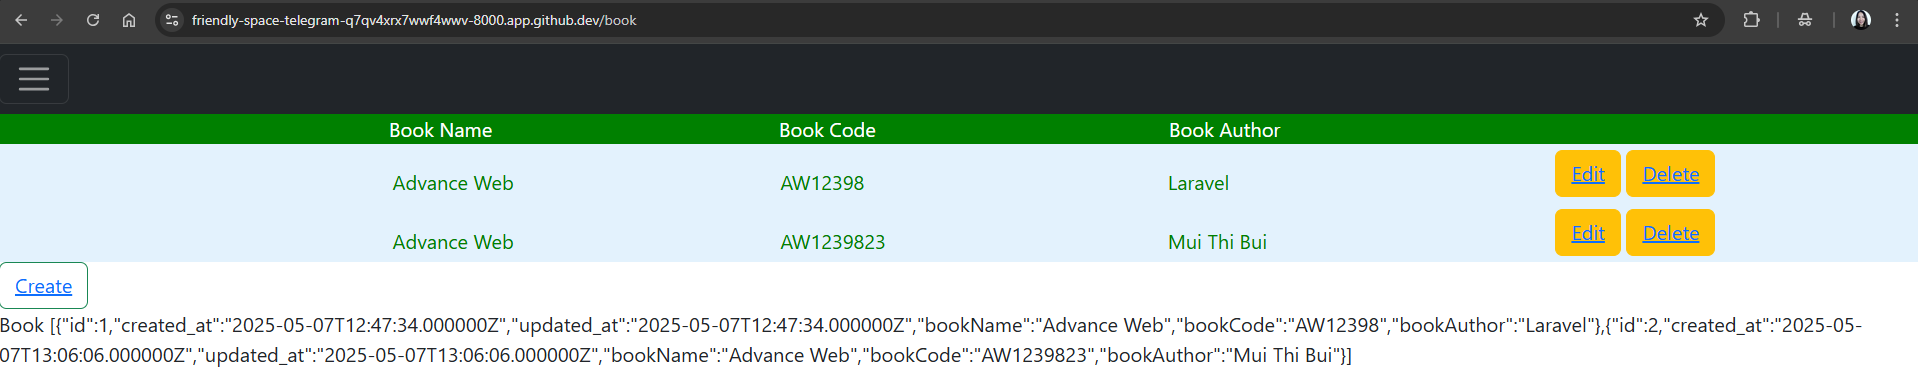 friendly-space-telegram-q7qv4xrx7wwf4wwv-8000.app.github.dev/book
Book Name Book Code Book Author
Advance Web AW12398 Laravel Edit Delete
Advance Web AW1239823 Mui Thi Bui Edit Delete
Create
Book [{"id":1,"created_at":"2025-05-07T12:47:34.000000Z","updated_at":"2025-05-07T12:47:34.000000Z","bookName":"Advance Web","bookCode":"AW12398","bookAuthor":"Laravel"},{"id":2,"created_at":"2025-05-
07T13:06:06.000000Z","updated_at":"2025-05-07T13:06:06.000000Z","bookName":"Advance Web","bookCode":"AW1239823","bookAuthor":"Mui Thi Bui"}]